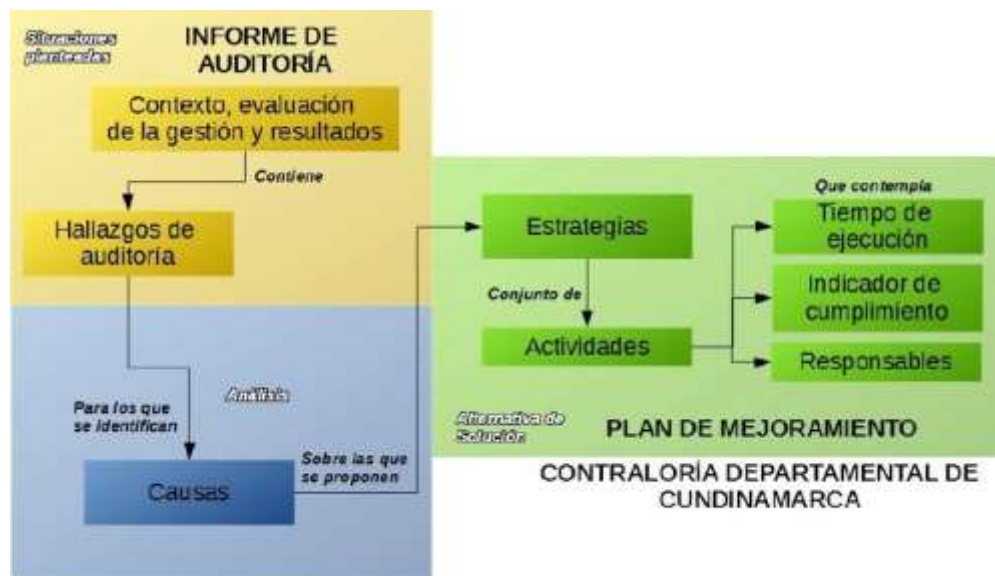 Situaciones
planteadas
INFORME DE
AUDITORÍA
Contexto, evaluación
de la gestión y resultados
Contiene
Hallazgos de
auditoría
Para los que
se identifican
Análisis
Causas
Sobre las que
se proponen
Estrategias
Conjunto de
Actividades
Que contempla
Tiempo de
ejecución
Indicador de
cumplimiento
Responsables
Alternativa de
Solución
PLAN DE MEJORAMIENTO
CONTRALORÍA DEPARTAMENTAL DE
CUNDINAMARCA